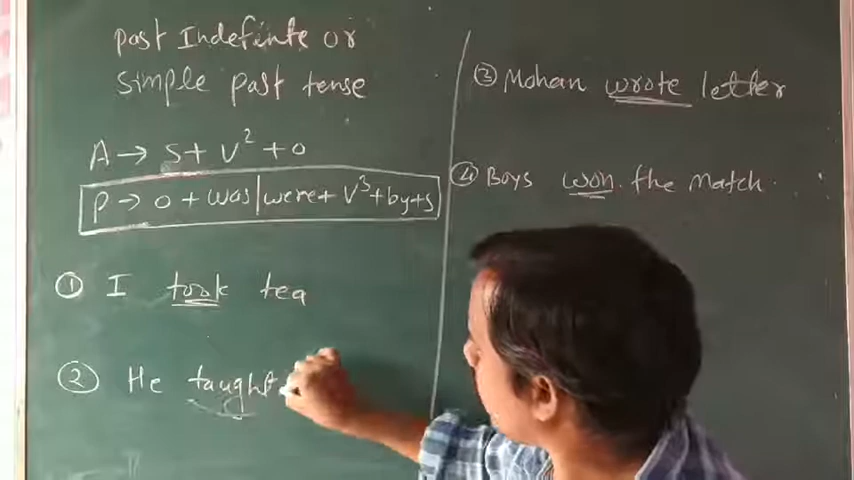 past Indefinite or
simple past tense
A → S + V² + O
P → O + was|were + V³ + by + S
① I took tea
② He taught
③ Mohan wrote letter
④ Boys won the Match